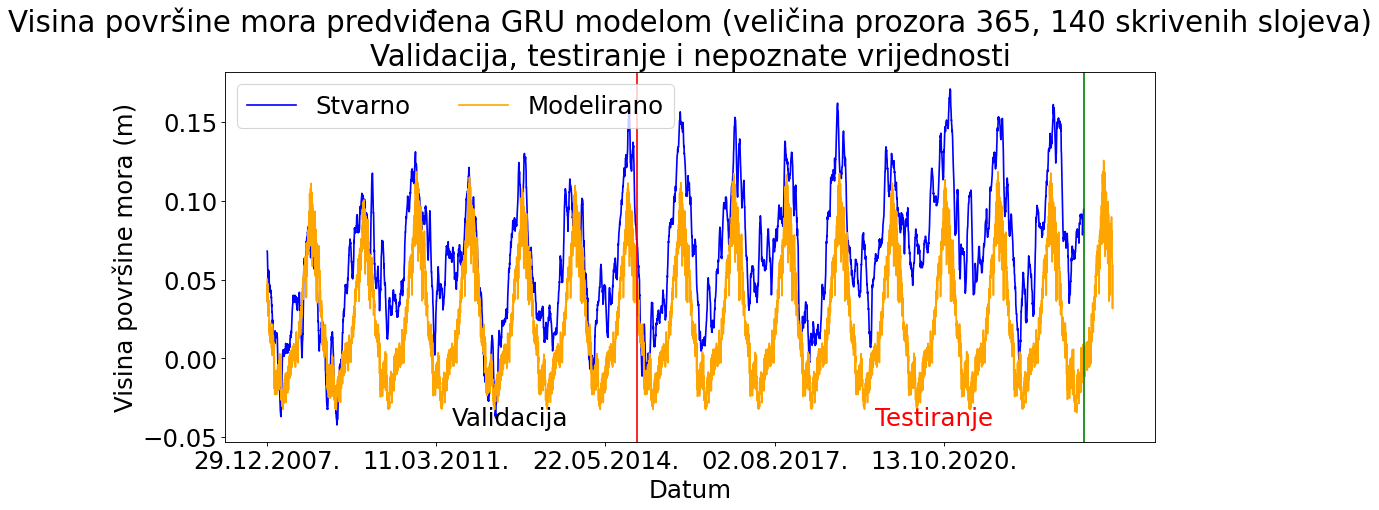 Visina površine mora predviđena GRU modelom (veličina prozora 365, 140 skrivenih slojeva)
Validacija, testiranje i nepoznate vrijednosti
Stvarno
Modelirano
Visina površine mora (m)
0.15
0.10
0.05
0.00
−0.05
Validacija
Testiranje
29.12.2007.
11.03.2011.
22.05.2014.
02.08.2017.
13.10.2020.
Datum